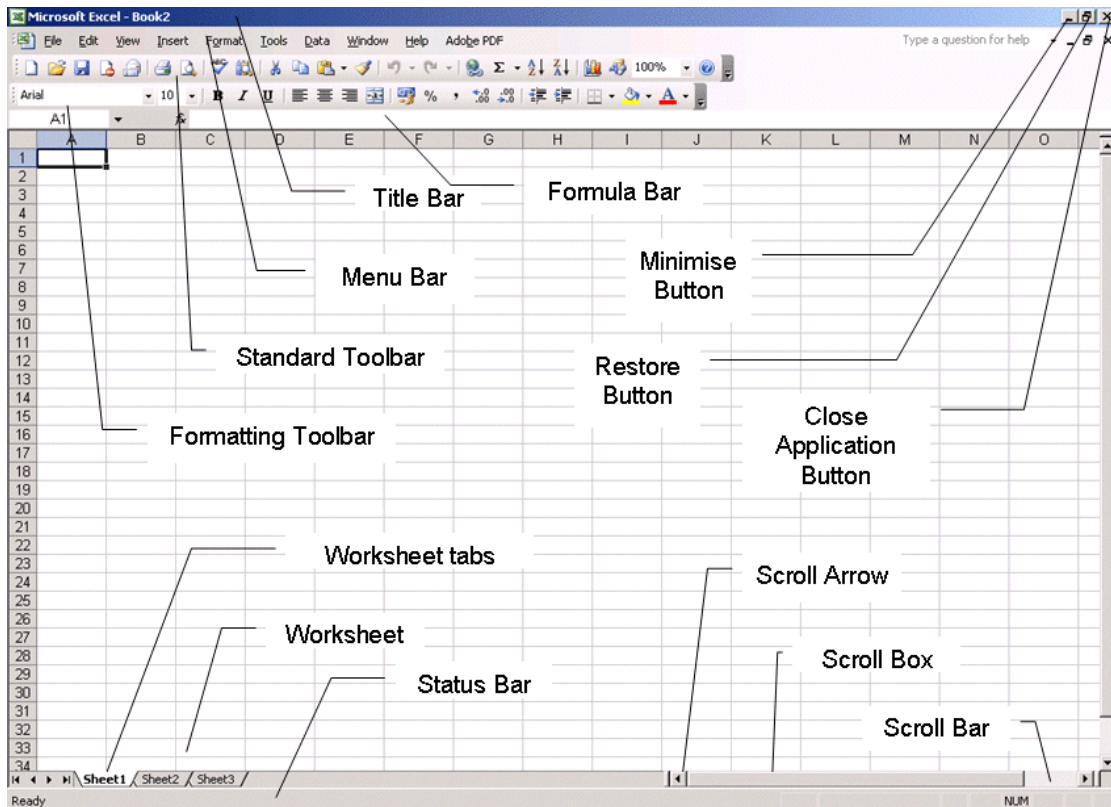 Microsoft Excel - Book2
File Edit View Insert Format Tools Data Window Help Adobe PDF Type a question for help
100%
Arial 10 B I U %
A1 fx
A B C D E F G H I J K L M N O
1
2
3
Title Bar Formula Bar
4
5
6
Minimise
7
Menu Bar
8
Button
9
10
11
12
Standard Toolbar
Restore
13
14
Button
15
Close
16
Formatting Toolbar
Application
17
18
Button
19
20
21
22
Worksheet tabs
23
Scroll Arrow
24
25
26
27
Worksheet
28
Scroll Box
29
Status Bar
30
31
32
Scroll Bar
33
34
Sheet1 Sheet2 Sheet3
Ready NUM